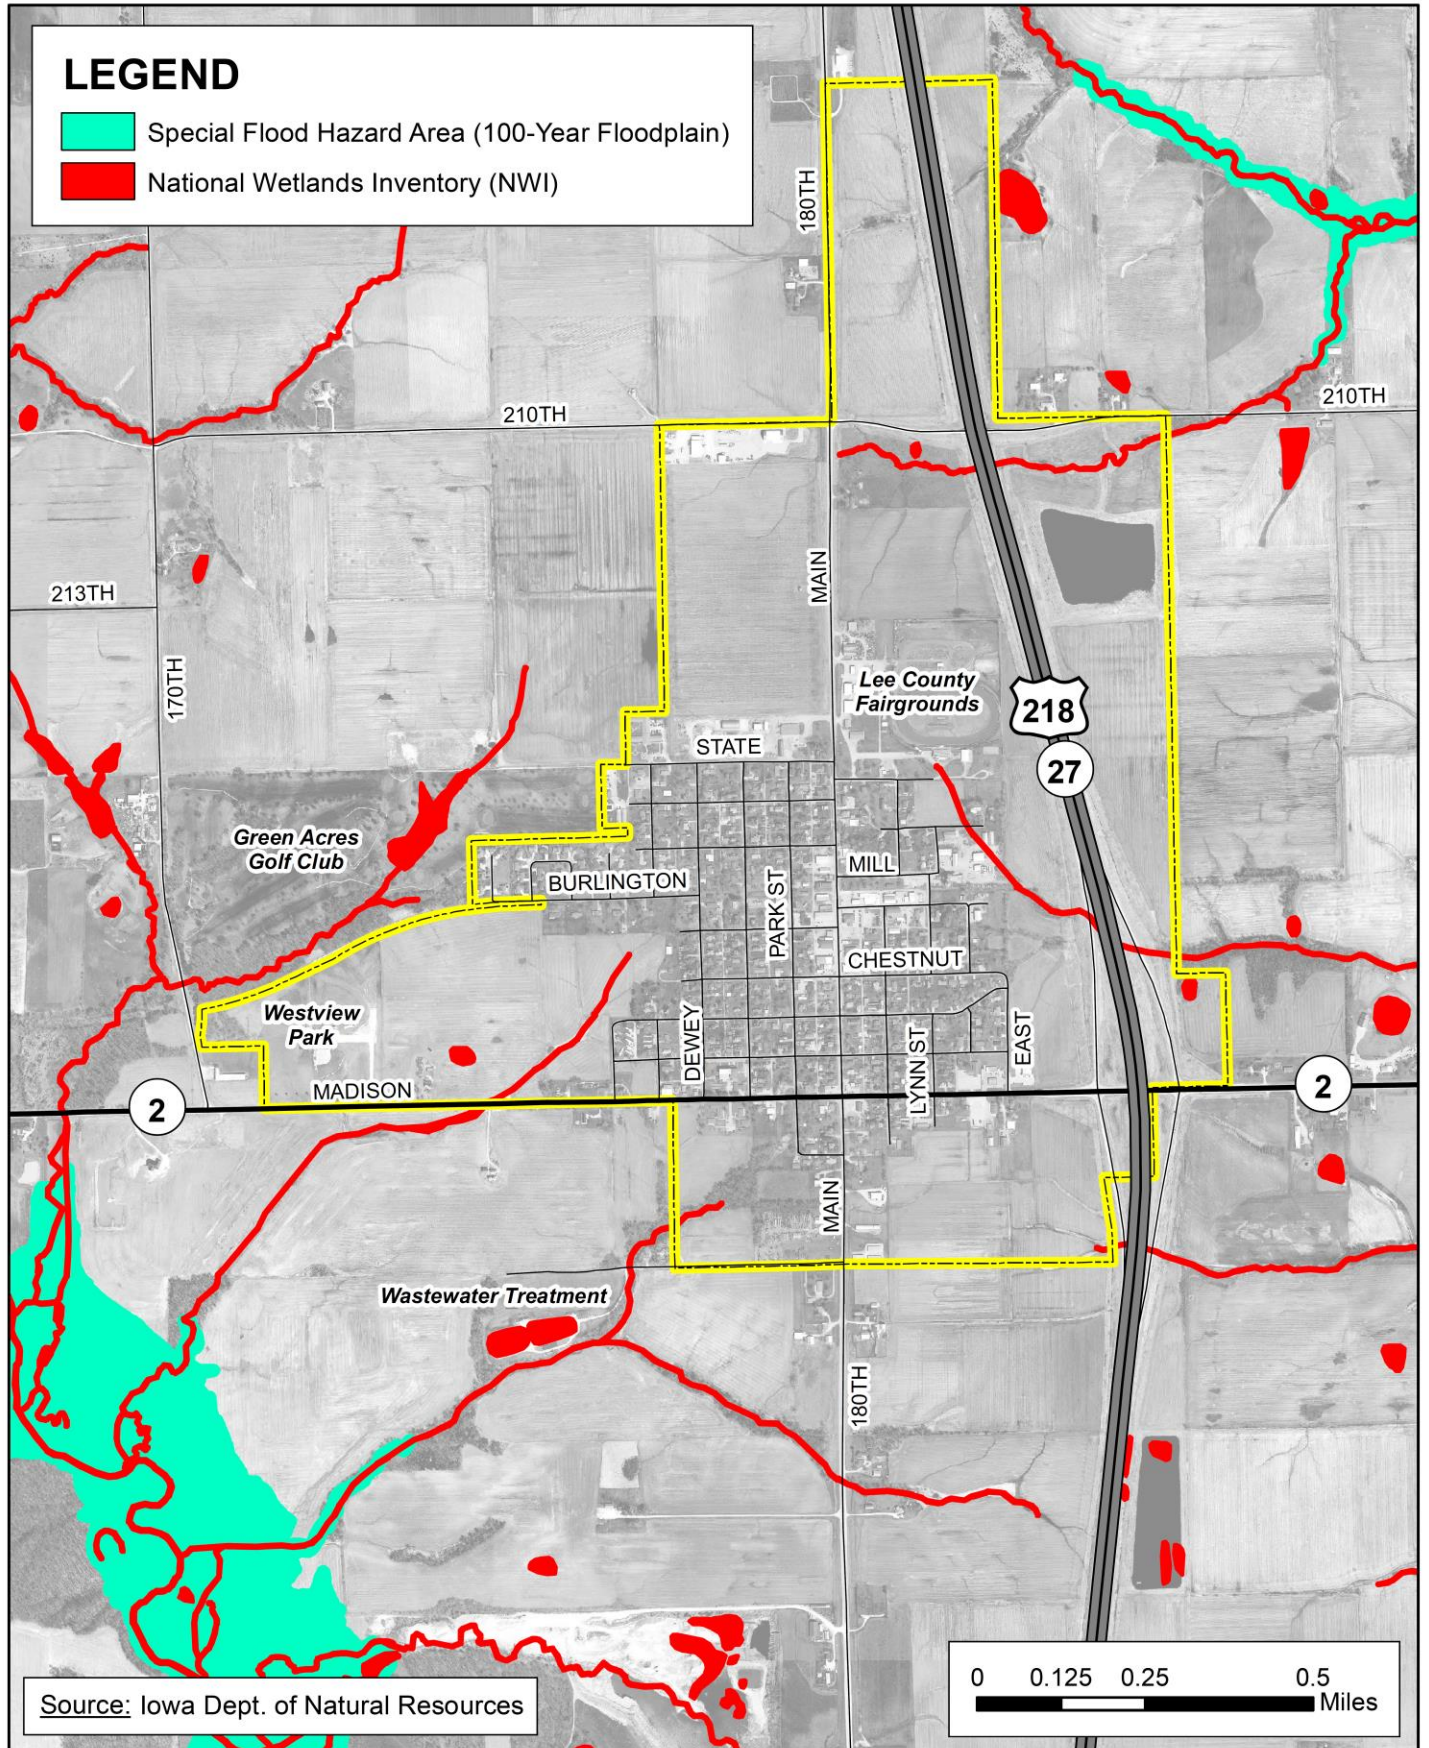 LEGEND
Special Flood Hazard Area (100-Year Floodplain)
National Wetlands Inventory (NWI)
180TH
210TH
210TH
213TH
MAIN
170TH
Lee County
Fairgrounds
218
27
STATE
Green Acres
Golf Club
MILL
BURLINGTON
PARK ST
CHESTNUT
Westview
Park
DEWEY
LYNN ST
EAST
MADISON
2
2
MAIN
Wastewater Treatment
180TH
0 0.125 0.25 0.5
Miles
Source: Iowa Dept. of Natural Resources